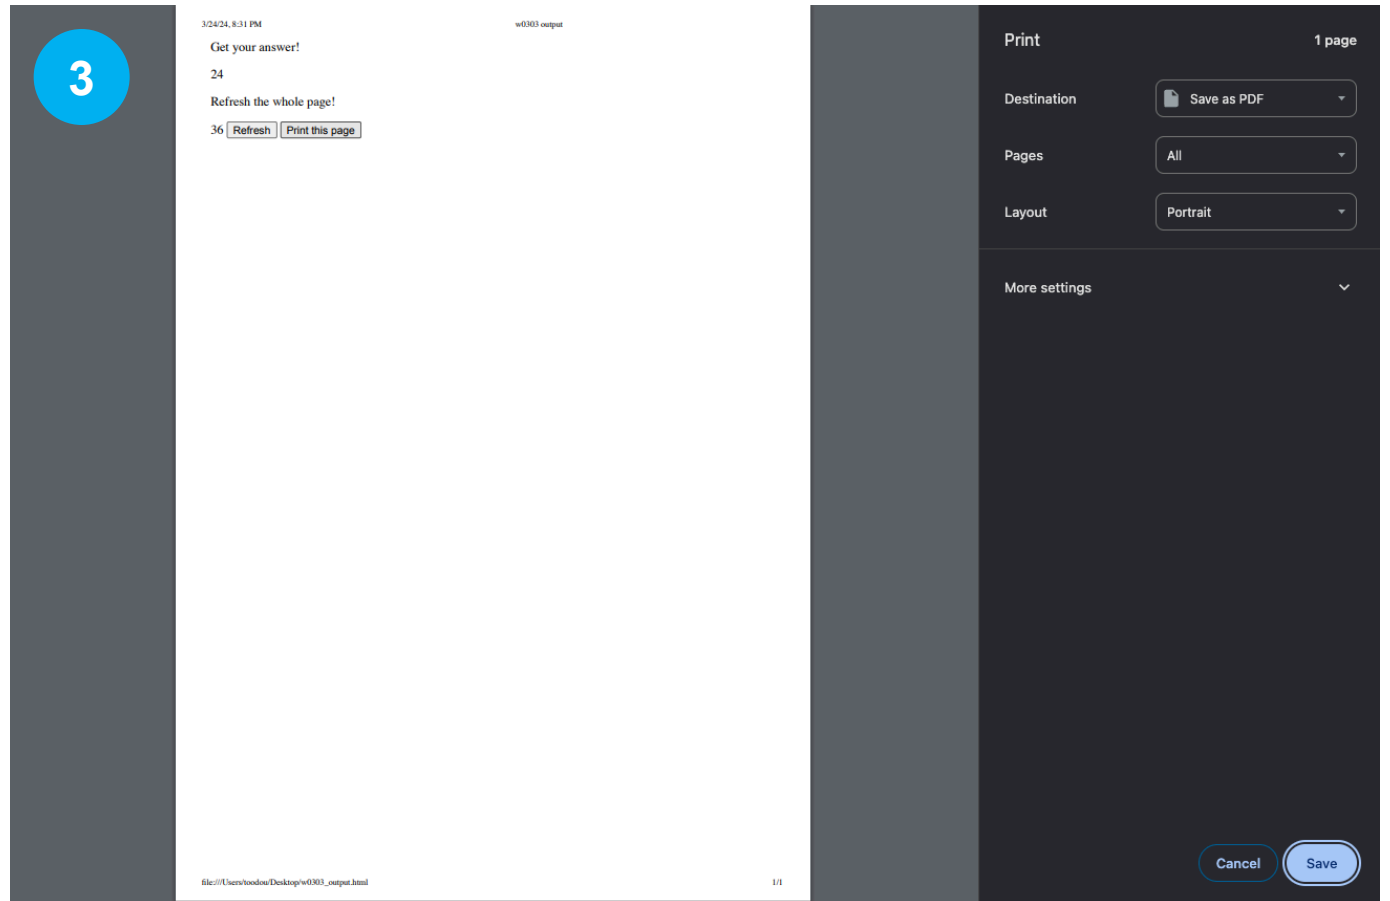 3
3/24/24, 8:31 PM w0303 output
Get your answer!
24
Refresh the whole page!
36 Refresh Print this page
file:///Users/toodou/Desktop/w0303_output.html 1/1
Print 1 page
Destination Save as PDF
Pages All
Layout Portrait
More settings
Cancel Save